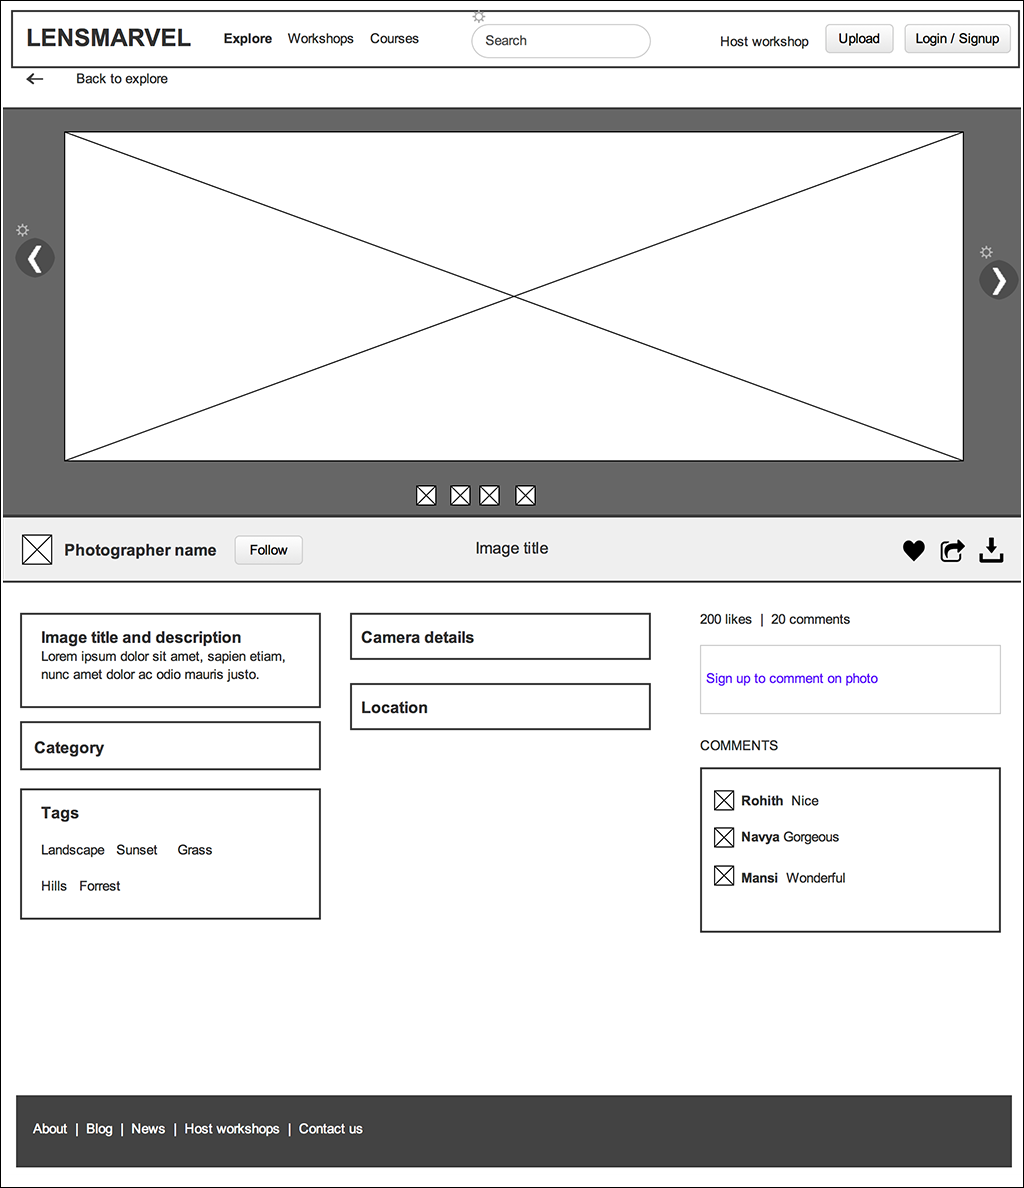 LENSMARVEL Explore Workshops Courses Search Host workshop Upload Login / Signup
Back to explore
Photographer name Follow Image title
Image title and description
Lorem ipsum dolor sit amet, sapien etiam,
nunc amet dolor ac odio mauris justo.
Category
Tags
Landscape Sunset Grass
Hills Forrest
Camera details
Location
200 likes | 20 comments
Sign up to comment on photo
COMMENTS
Rohith Nice
Navya Gorgeous
Mansi Wonderful
About | Blog | News | Host workshops | Contact us